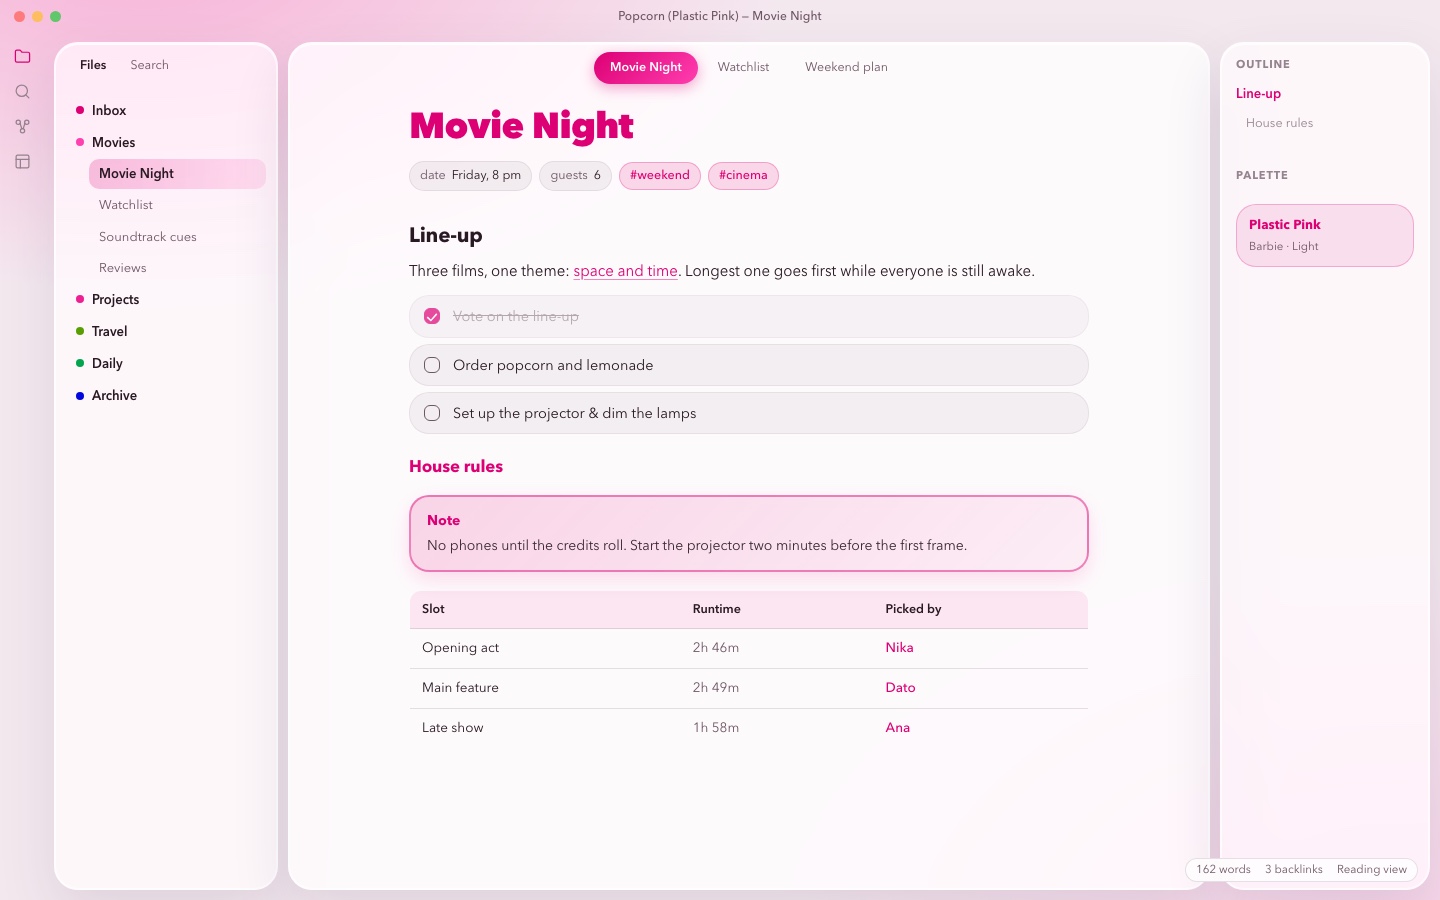 Popcorn (Plastic Pink) – Movie Night
Files Search
Inbox
Movies
Movie Night
Watchlist
Soundtrack cues
Reviews
Projects
Travel
Daily
Archive
Movie Night Watchlist Weekend plan
Movie Night
date Friday, 8 pm guests 6 #weekend #cinema
Line-up
Three films, one theme: space and time. Longest one goes first while everyone is still awake.
Vote on the line-up
Order popcorn and lemonade
Set up the projector & dim the lamps
House rules
Note
No phones until the credits roll. Start the projector two minutes before the first frame.
Slot Runtime Picked by
Opening act 2h 46m Nika
Main feature 2h 49m Dato
Late show 1h 58m Ana
OUTLINE
Line-up
House rules
PALETTE
Plastic Pink
Barbie · Light
162 words 3 backlinks Reading view